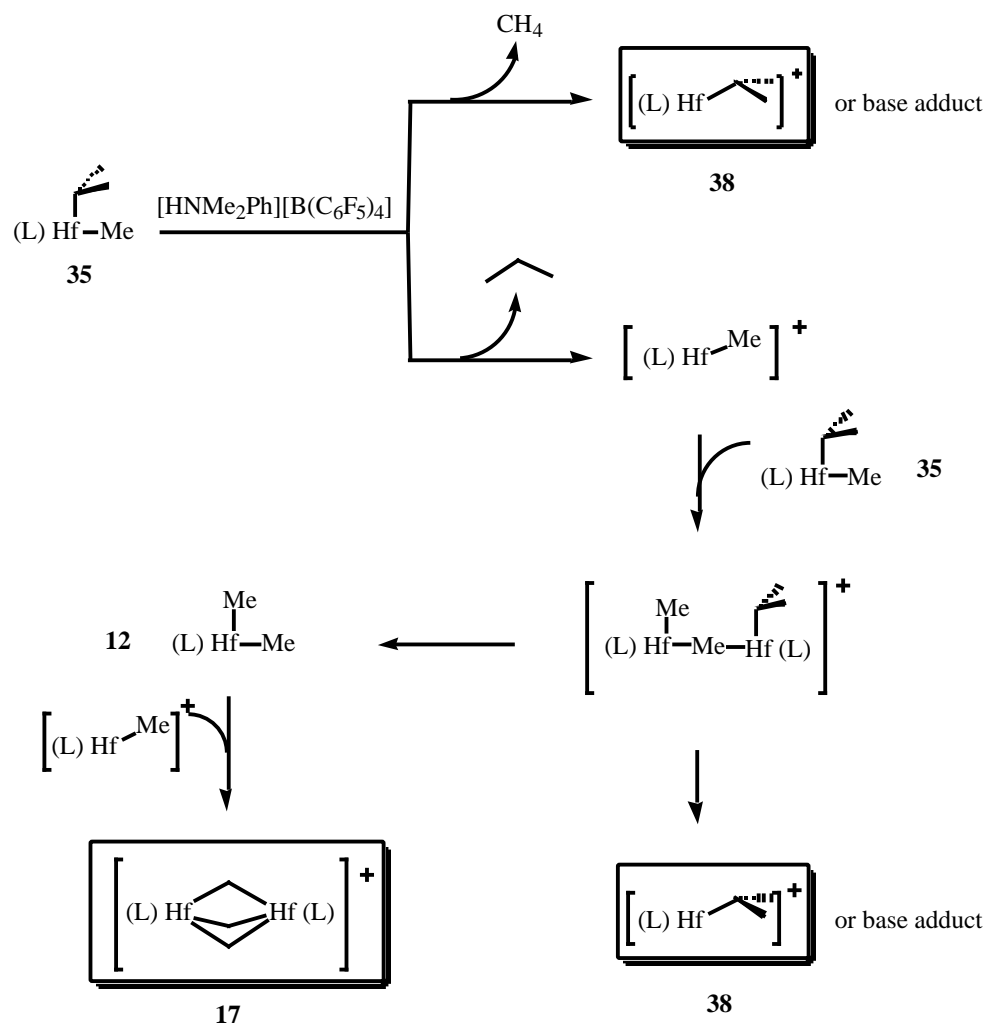 CH4
[(L) Hf ]+ or base adduct
38
[HNMe2Ph][B(C6F5)4]
(L) Hf Me
35
[(L) Hf Me]+
(L) Hf Me 35
Me
12 (L) Hf Me
[Me
(L) Hf Me Hf (L)]+
[(L) Hf Me]+
[(L) Hf Hf (L)]+
17
[(L) Hf ]+ or base adduct
38